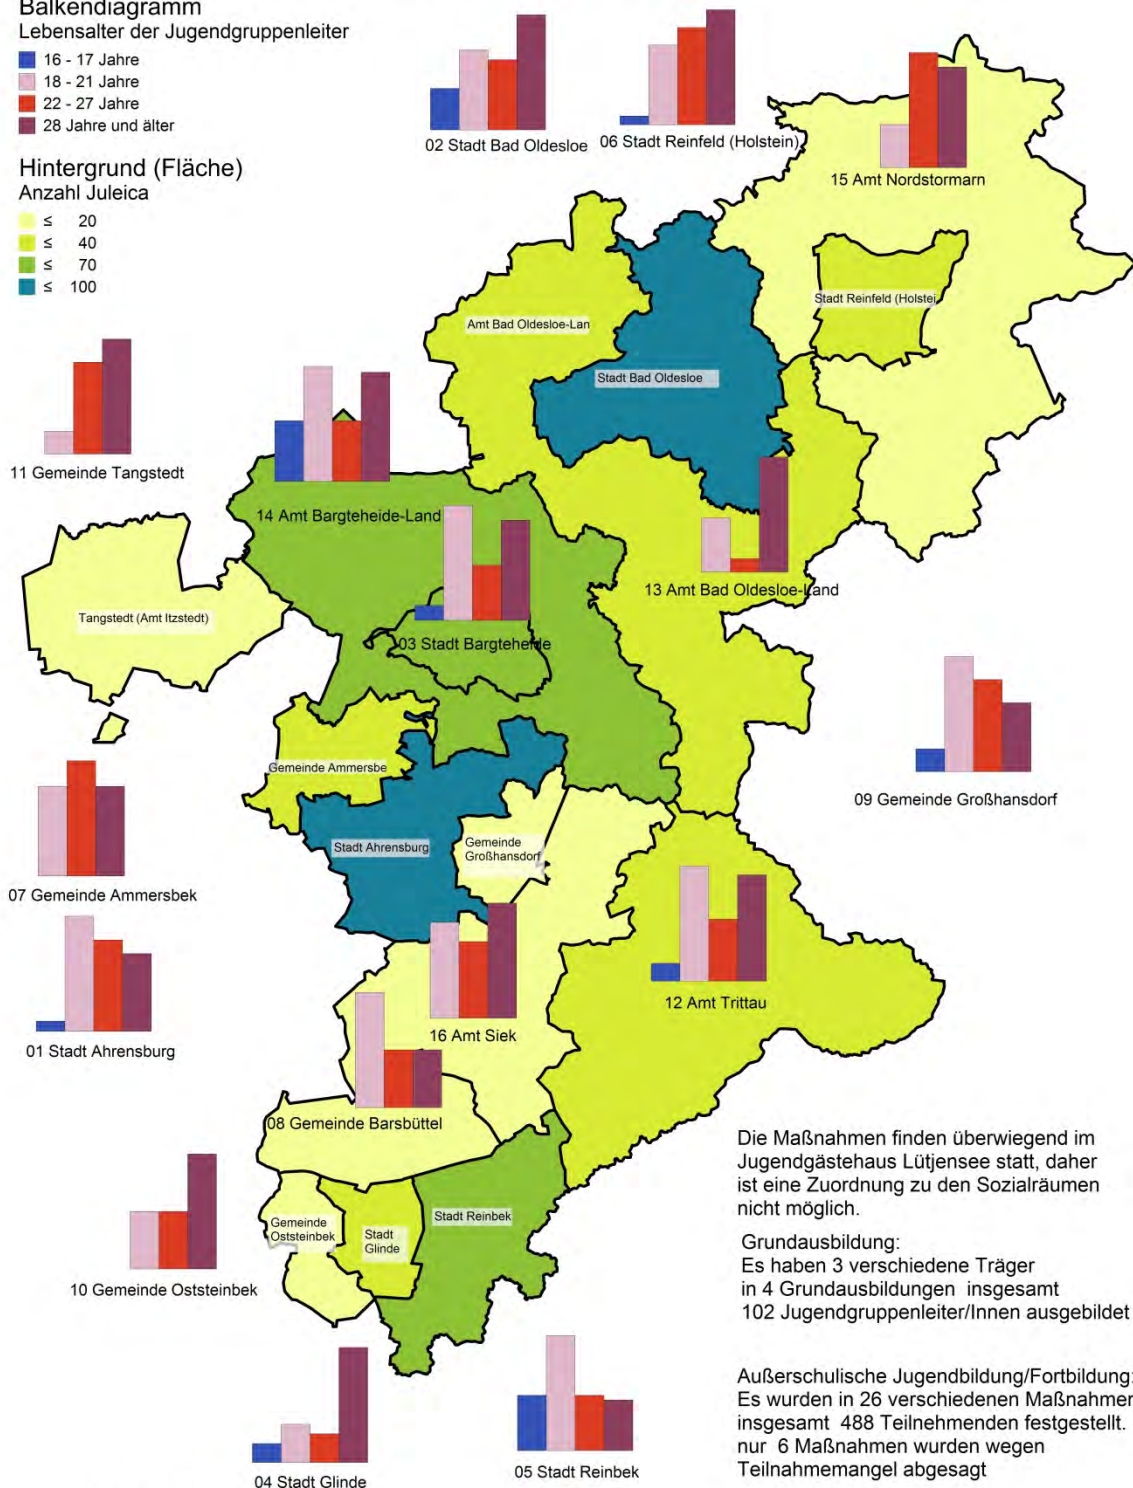 Balkendiagramm
Lebensalter der Jugendgruppenleiter
16 - 17 Jahre
18 - 21 Jahre
22 - 27 Jahre
28 Jahre und älter
Hintergrund (Fläche)
Anzahl Juleica
≤ 20
≤ 40
≤ 70
≤ 100
02 Stadt Bad Oldesloe
06 Stadt Reinfeld (Holstein)
15 Amt Nordstormarn
Stadt Reinfeld (Holstei
Amt Bad Oldesloe-Lan
Stadt Bad Oldesloe
11 Gemeinde Tangstedt
14 Amt Bargteheide-Land
13 Amt Bad Oldesloe-Land
Tangstedt (Amt Itzstedt)
03 Stadt Bargteheide
Gemeinde Ammersbe
09 Gemeinde Großhansdorf
Stadt Ahrensburg
Gemeinde
Großhansdorf
07 Gemeinde Ammersbek
12 Amt Trittau
16 Amt Siek
01 Stadt Ahrensburg
08 Gemeinde Barsbüttel
Gemeinde
Oststeinbek
Stadt
Glinde
Stadt Reinbek
10 Gemeinde Oststeinbek
04 Stadt Glinde
05 Stadt Reinbek
Die Maßnahmen finden überwiegend im
Jugendgästehaus Lütjensee statt, daher
ist eine Zuordnung zu den Sozialräumen
nicht möglich.
Grundausbildung:
Es haben 3 verschiedene Träger
in 4 Grundausbildungen insgesamt
102 Jugendgruppenleiter/Innen ausgebildet
Außerschulische Jugendbildung/Fortbildung:
Es wurden in 26 verschiedenen Maßnahmen
insgesamt 488 Teilnehmenden festgestellt.
nur 6 Maßnahmen wurden wegen
Teilnahmemangel abgesagt